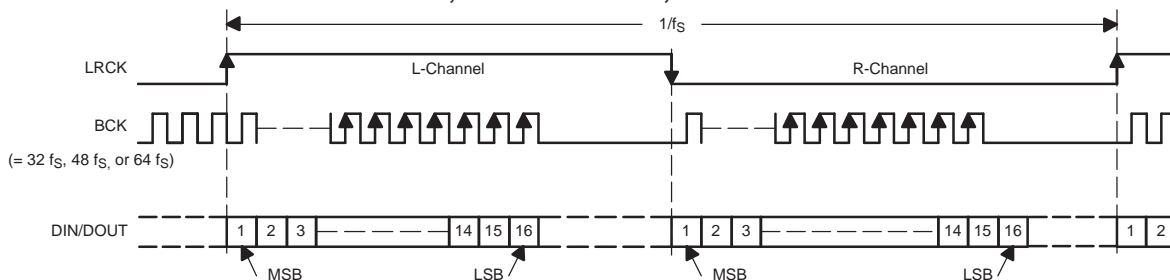 1/fS
LRCK
L-Channel
R-Channel
BCK
(= 32 fS, 48 fS, or 64 fS)
DIN/DOUT
1 2 3 14 15 16 1 2 3 14 15 16 1 2
MSB LSB MSB LSB